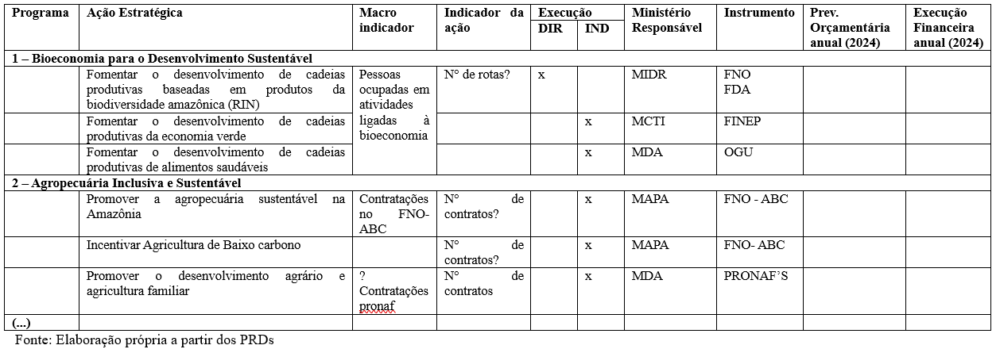 Programa Ação Estratégica Macro indicador Indicador da ação Execução Ministério Responsável Instrumento Prev. Orçamentária anual (2024) Execução Financeira anual (2024)
DIR IND
1 – Bioeconomia para o Desenvolvimento Sustentável
Fomentar o desenvolvimento de cadeias produtivas baseadas em produtos da biodiversidade amazônica (RIN) Pessoas ocupadas em atividades ligadas à bioeconomia N° de rotas? x MIDR FNO FDA
Fomentar o desenvolvimento de cadeias produtivas da economia verde x MCTI FINEP
Fomentar o desenvolvimento de cadeias produtivas de alimentos saudáveis x MDA OGU
2 – Agropecuária Inclusiva e Sustentável
Promover a agropecuária sustentável na Amazônia Contratações no FNO-ABC N° de contratos? x MAPA FNO - ABC
Incentivar Agricultura de Baixo carbono N° de contratos? x MAPA FNO- ABC
Promover o desenvolvimento agrário e agricultura familiar ? Contratações pronaf N° de contratos x MDA PRONAF’S
(...)
Fonte: Elaboração própria a partir dos PRDs